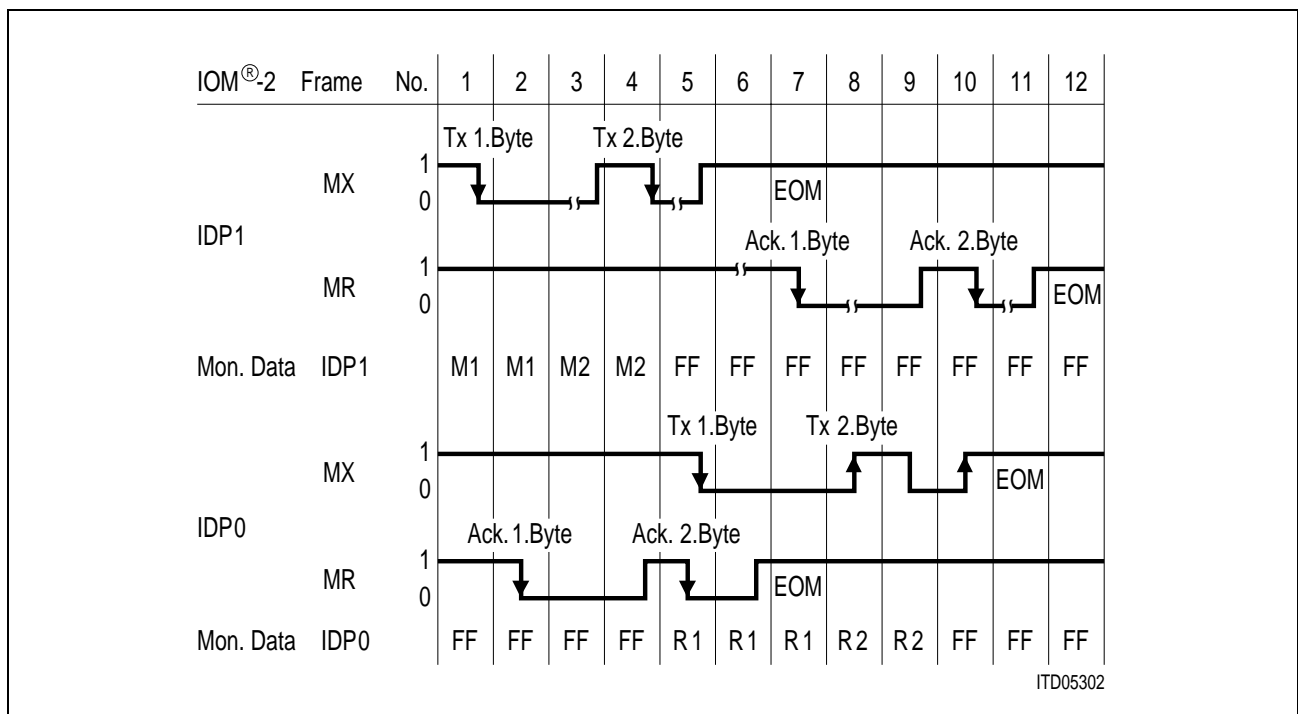 IOM®-2 Frame No. 1 2 3 4 5 6 7 8 9 10 11 12
Tx 1.Byte Tx 2.Byte
1
MX
0
EOM
IDP1
Ack. 1.Byte Ack. 2.Byte
1
MR
0
EOM
Mon. Data IDP1 M1 M1 M2 M2 FF FF FF FF FF FF FF FF
Tx 1.Byte Tx 2.Byte
1
MX
0
EOM
IDP0
Ack. 1.Byte Ack. 2.Byte
1
MR
0
EOM
Mon. Data IDP0 FF FF FF FF R1 R1 R1 R2 R2 FF FF FF
ITD05302